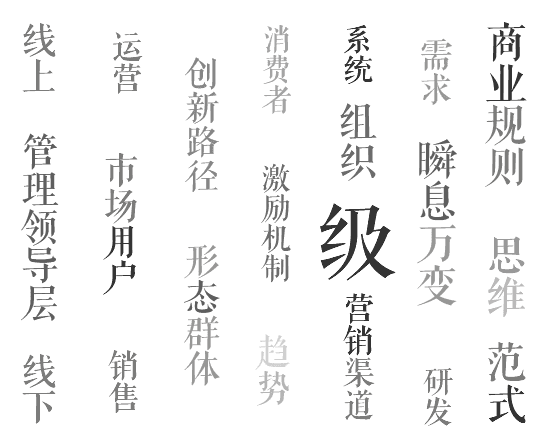 线上
管理领导层
线下
运营
市场用户
销售
创新路径
形态群体
消费者
激励机制
趋势
系统
组织
级
营销渠道
需求
瞬息万变
研发
商业规则
思维
范式